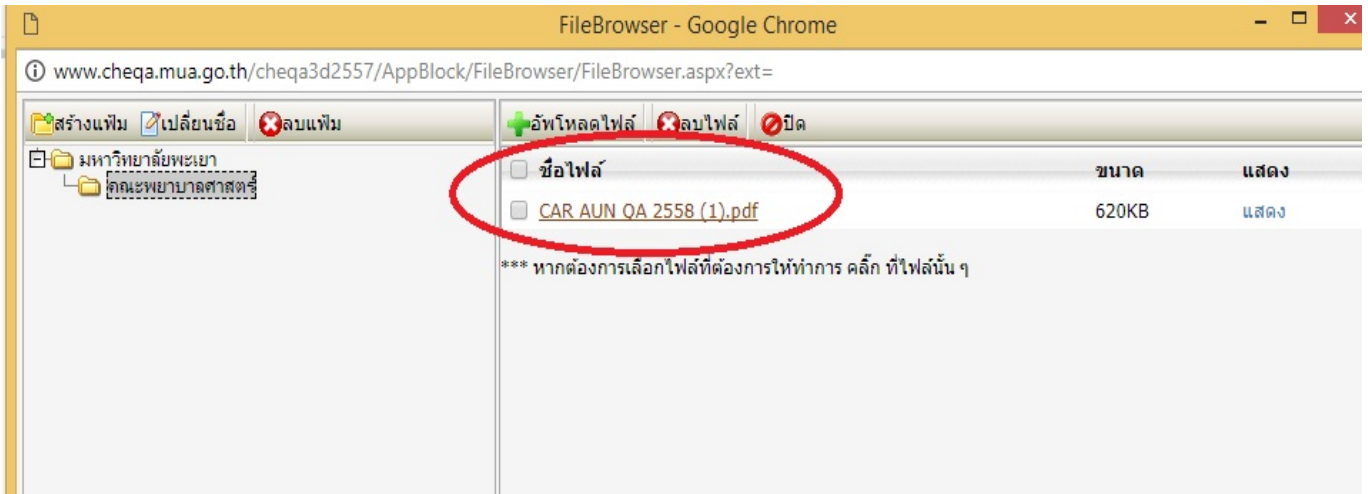 FileBrowser - Google Chrome
www.cheqa.mua.go.th/cheqa3d2557/AppBlock/FileBrowser/FileBrowser.aspx?ext=
สร้างแฟ้ม เปลี่ยนชื่อ ลบแฟ้ม
อัพโหลดไฟล์ ลบไฟล์ ปิด
มหาวิทยาลัยพะเยา
คณะพยาบาลศาสตร์
ชื่อไฟล์ ขนาด แสดง
CAR AUN QA 2558 (1).pdf 620KB แสดง
*** หากต้องการเลือกไฟล์ที่ต้องการให้ทำการ คลิ๊ก ที่ไฟล์นั้น ๆ